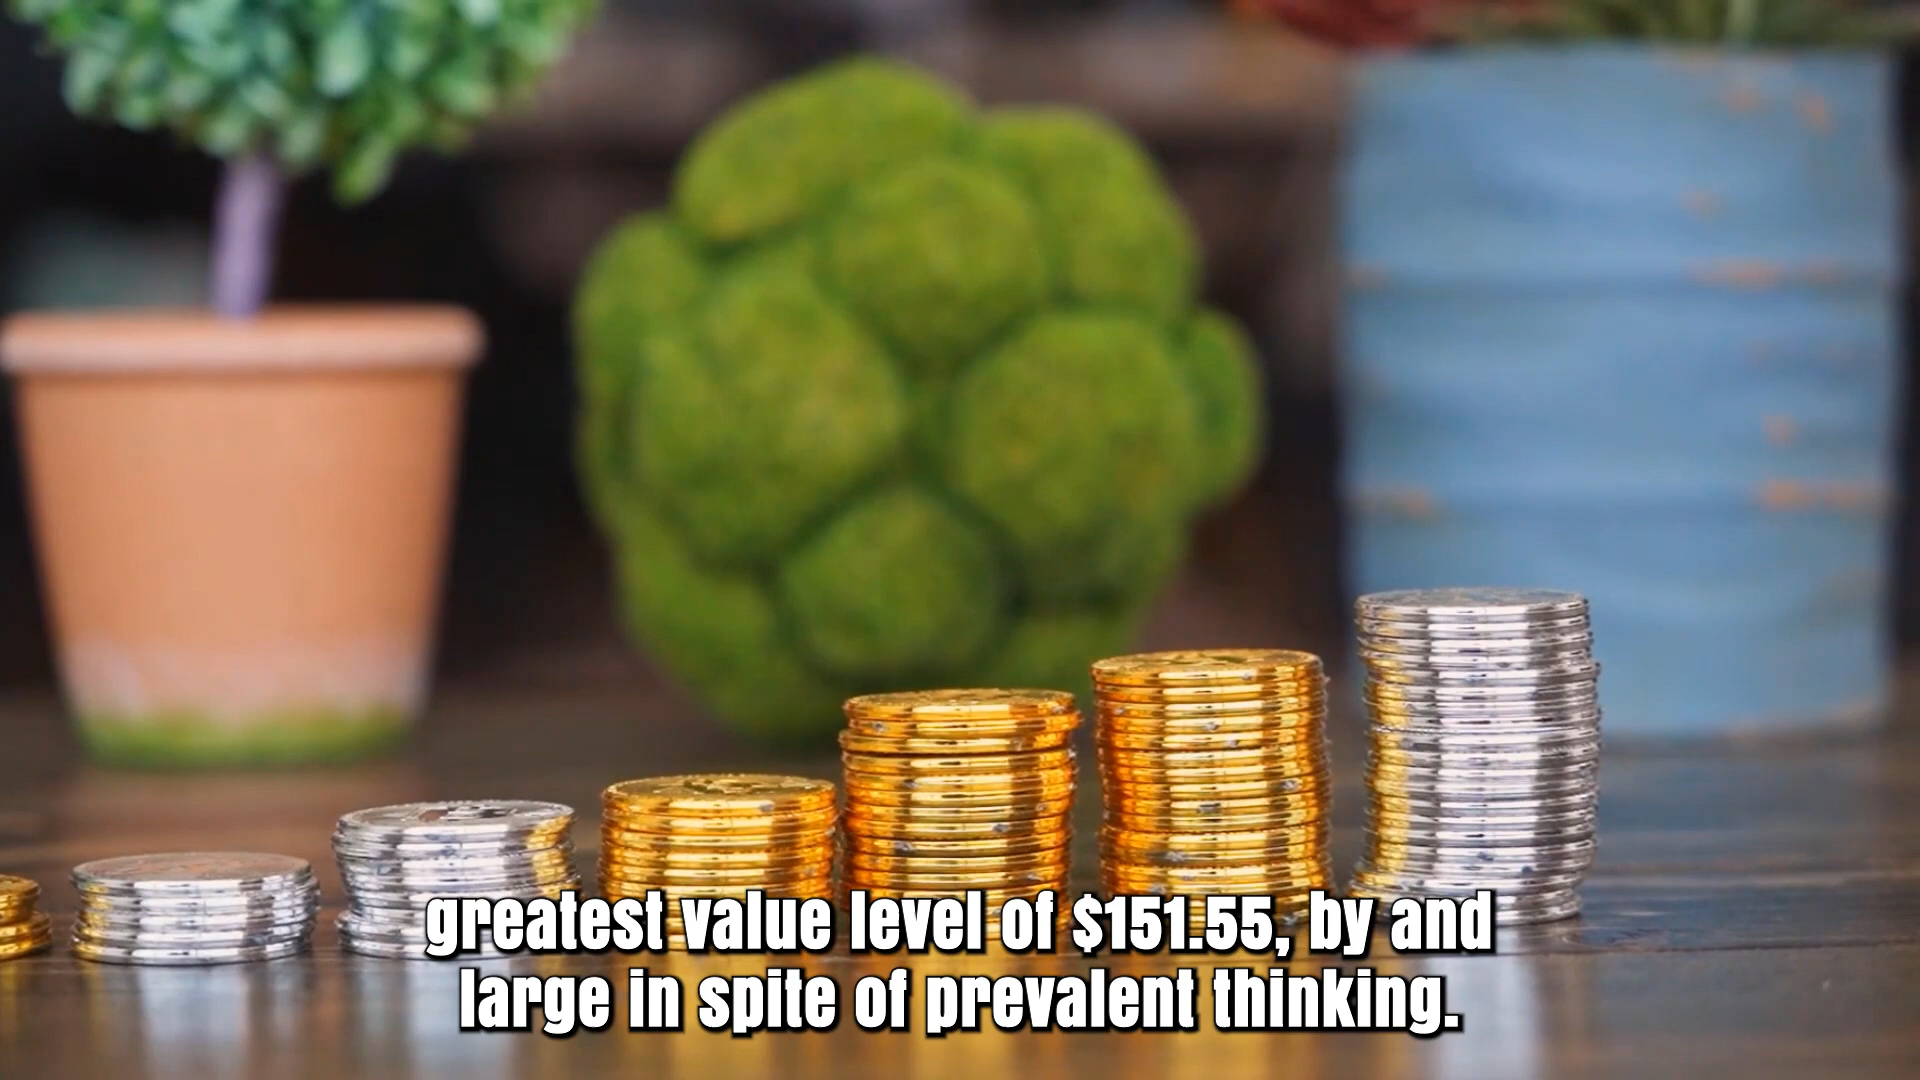 greatest value level of $151.55, by and
large in spite of prevalent thinking.